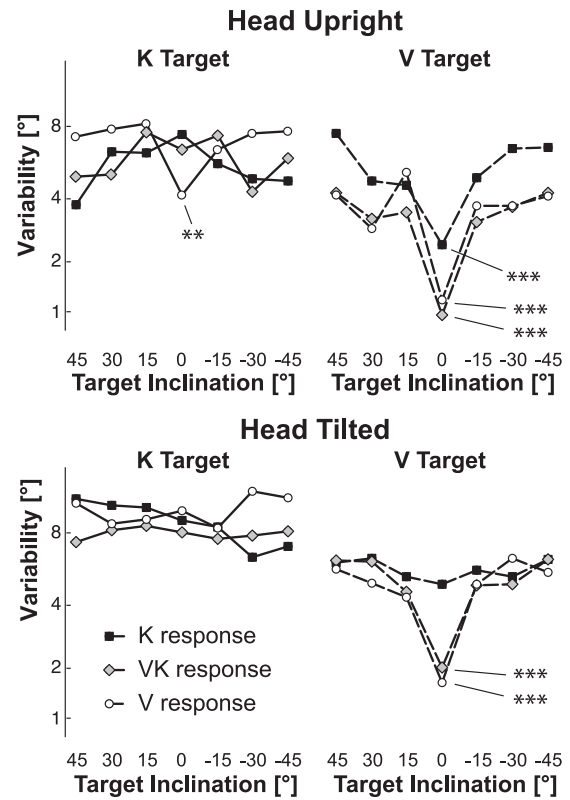 Head Upright
K Target
V Target
Variability [°]
8
4
2
1
**
***
***
***
45 30 15 0 -15 -30 -45
45 30 15 0 -15 -30 -45
Target Inclination [°]
Target Inclination [°]
Head Tilted
K Target
V Target
Variability [°]
8
4
2
1
K response
VK response
V response
***
***
45 30 15 0 -15 -30 -45
45 30 15 0 -15 -30 -45
Target Inclination [°]
Target Inclination [°]